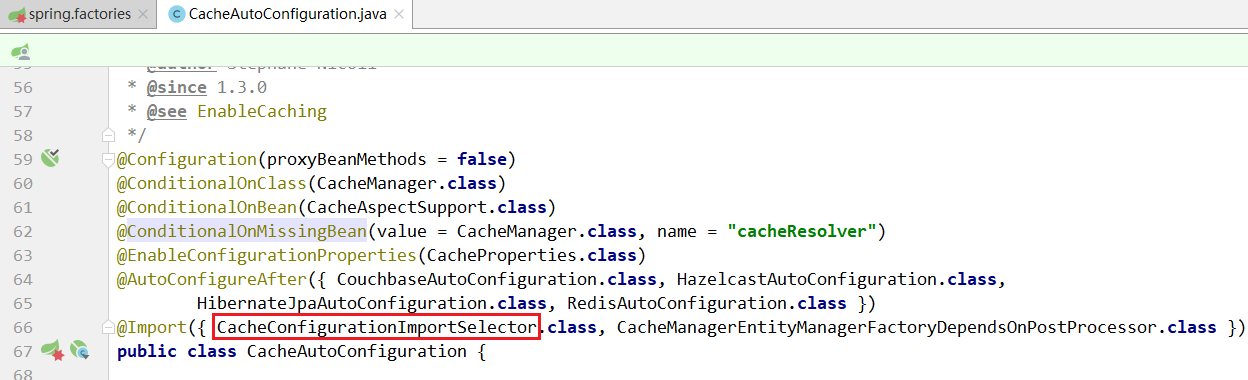 spring.factories
CacheAutoConfiguration.java
56 * @since 1.3.0
57 * @see EnableCaching
58 */
59 @Configuration(proxyBeanMethods = false)
60 @ConditionalOnClass(CacheManager.class)
61 @ConditionalOnBean(CacheAspectSupport.class)
62 @ConditionalOnMissingBean(value = CacheManager.class, name = "cacheResolver")
63 @EnableConfigurationProperties(CacheProperties.class)
64 @AutoConfigureAfter({ CouchbaseAutoConfiguration.class, HazelcastAutoConfiguration.class,
65 HibernateJpaAutoConfiguration.class, RedisAutoConfiguration.class })
66 @Import({ CacheConfigurationImportSelector.class, CacheManagerEntityManagerFactoryDependsOnPostProcessor.class })
67 public class CacheAutoConfiguration {
68